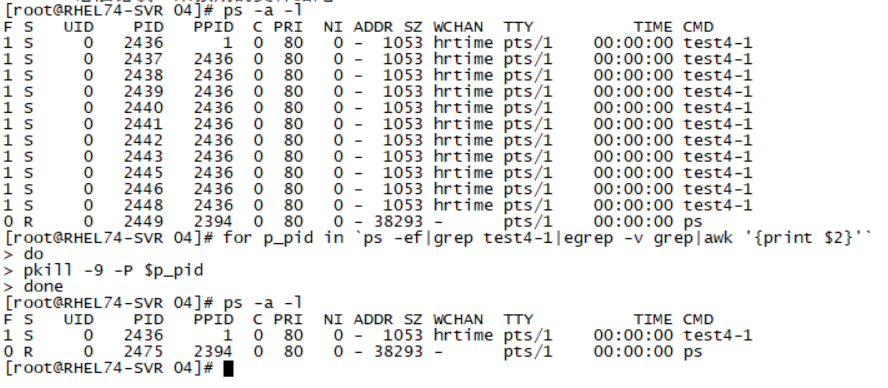 [root@RHEL74-SVR 04]# ps -a -l
F S   UID    PID   PPID  C PRI  NI ADDR SZ WCHAN  TTY          TIME CMD
1 S     0   2436      1  0  80   0 -  1053 hrtime pts/1    00:00:00 test4-1
1 S     0   2437   2436  0  80   0 -  1053 hrtime pts/1    00:00:00 test4-1
1 S     0   2438   2436  0  80   0 -  1053 hrtime pts/1    00:00:00 test4-1
1 S     0   2439   2436  0  80   0 -  1053 hrtime pts/1    00:00:00 test4-1
1 S     0   2440   2436  0  80   0 -  1053 hrtime pts/1    00:00:00 test4-1
1 S     0   2441   2436  0  80   0 -  1053 hrtime pts/1    00:00:00 test4-1
1 S     0   2442   2436  0  80   0 -  1053 hrtime pts/1    00:00:00 test4-1
1 S     0   2443   2436  0  80   0 -  1053 hrtime pts/1    00:00:00 test4-1
1 S     0   2445   2436  0  80   0 -  1053 hrtime pts/1    00:00:00 test4-1
1 S     0   2446   2436  0  80   0 -  1053 hrtime pts/1    00:00:00 test4-1
1 S     0   2448   2436  0  80   0 -  1053 hrtime pts/1    00:00:00 test4-1
0 R     0   2449   2394  0  80   0 - 38293 -      pts/1    00:00:00 ps
[root@RHEL74-SVR 04]# for p_pid in `ps -ef|grep test4-1|egrep -v grep|awk '{print $2}'`
> do
> pkill -9 -P $p_pid
> done
[root@RHEL74-SVR 04]# ps -a -l
F S   UID    PID   PPID  C PRI  NI ADDR SZ WCHAN  TTY          TIME CMD
1 S     0   2436      1  0  80   0 -  1053 hrtime pts/1    00:00:00 test4-1
0 R     0   2475   2394  0  80   0 - 38293 -      pts/1    00:00:00 ps
[root@RHEL74-SVR 04]#